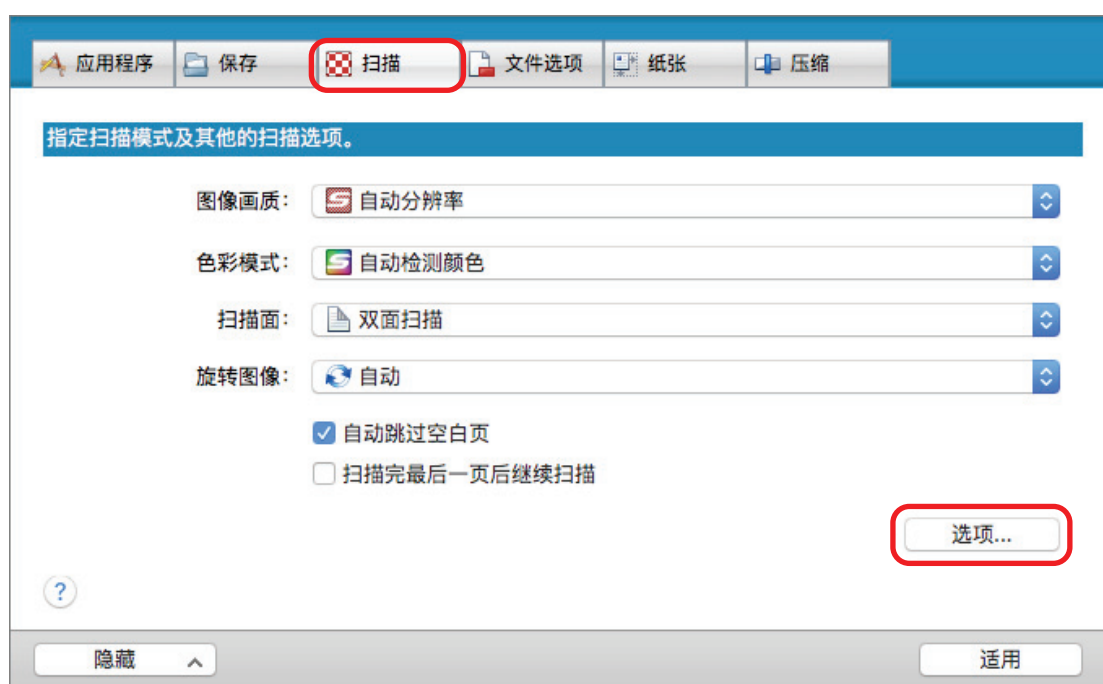 应用程序 保存 扫描 文件选项 纸张 压缩
指定扫描模式及其他的扫描选项。
图像画质： 自动分辨率
色彩模式： 自动检测颜色
扫描面： 双面扫描
旋转图像： 自动
自动跳过空白页
扫描完最后一页后继续扫描
选项...
?
隐藏 适用